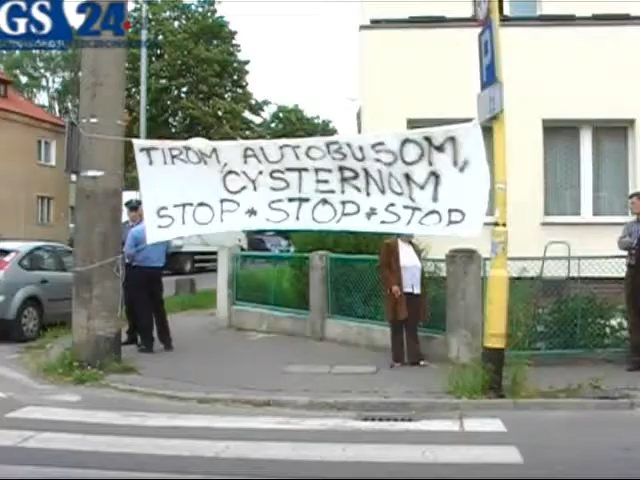 GS 24
TIROM, AUTOBUSOM,
CYSTERNOM
STOP * STOP * STOP
P